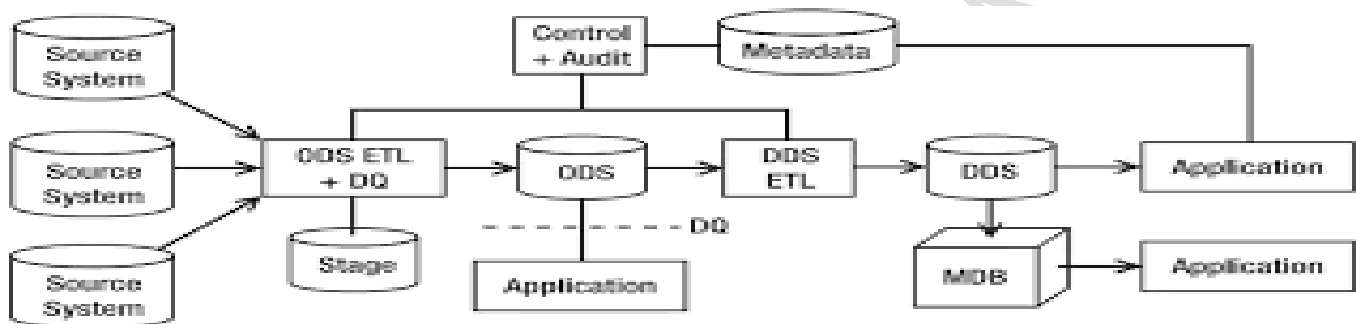 Source
System
Control
+ Audit
Metadata
Source
System
ODS ETL
+ DQ
ODS
DDS
ETL
DDS
Application
Stage
DQ
Application
Source
System
MDB
Application